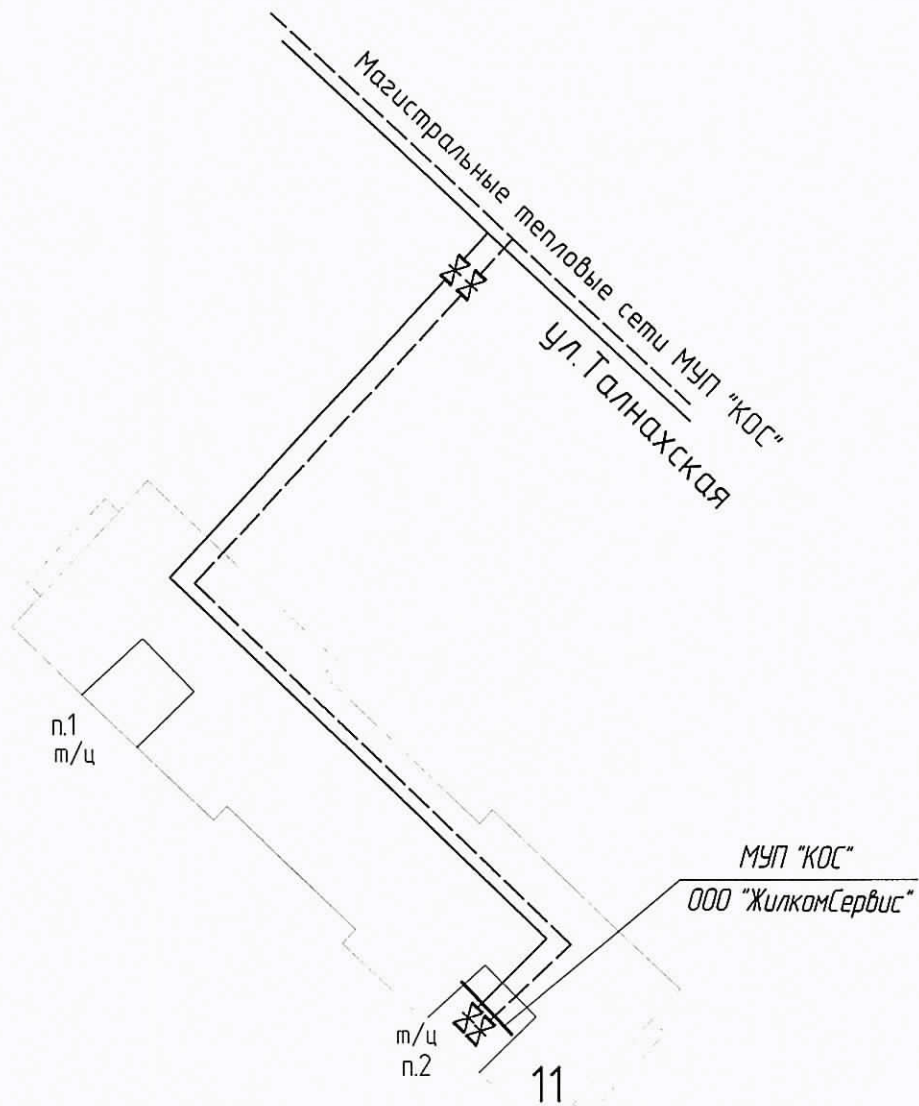 Магистральные тепловые сети МУП "КОС"
ул. Талнахская
п.1
т/ц
МУП "КОС"
ООО "ЖилкомСервис"
т/ц
п.2
11